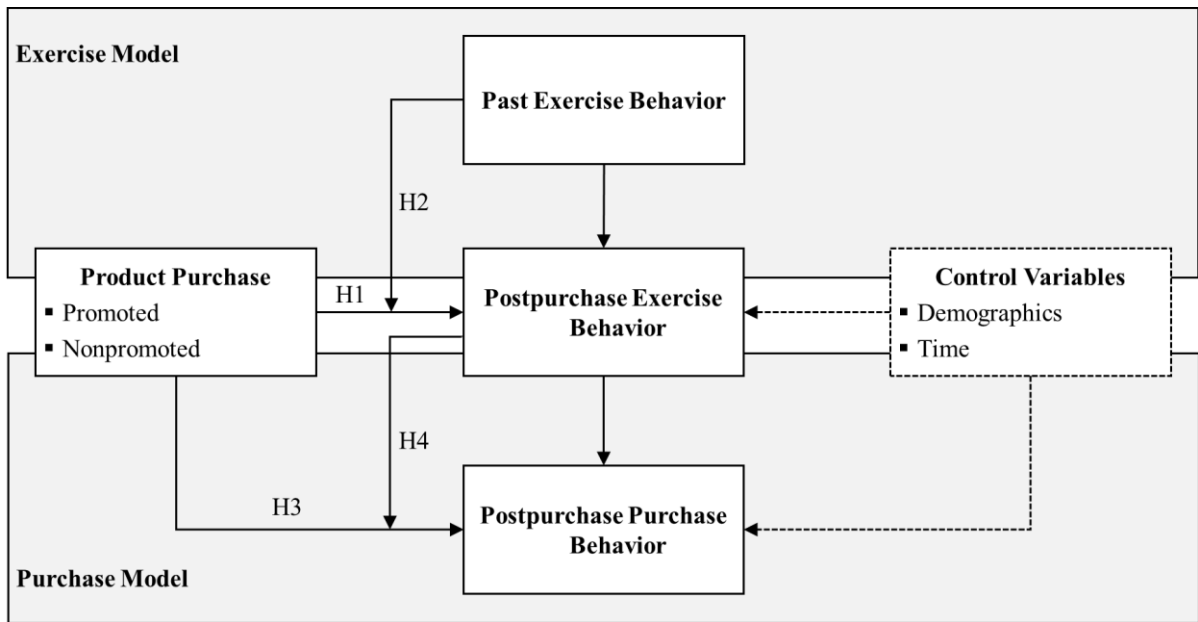 Exercise Model
Past Exercise Behavior
H2
Product Purchase
▪ Promoted
▪ Nonpromoted
H1
Postpurchase Exercise
Behavior
Control Variables
▪ Demographics
▪ Time
H4
H3
Postpurchase Purchase
Behavior
Purchase Model